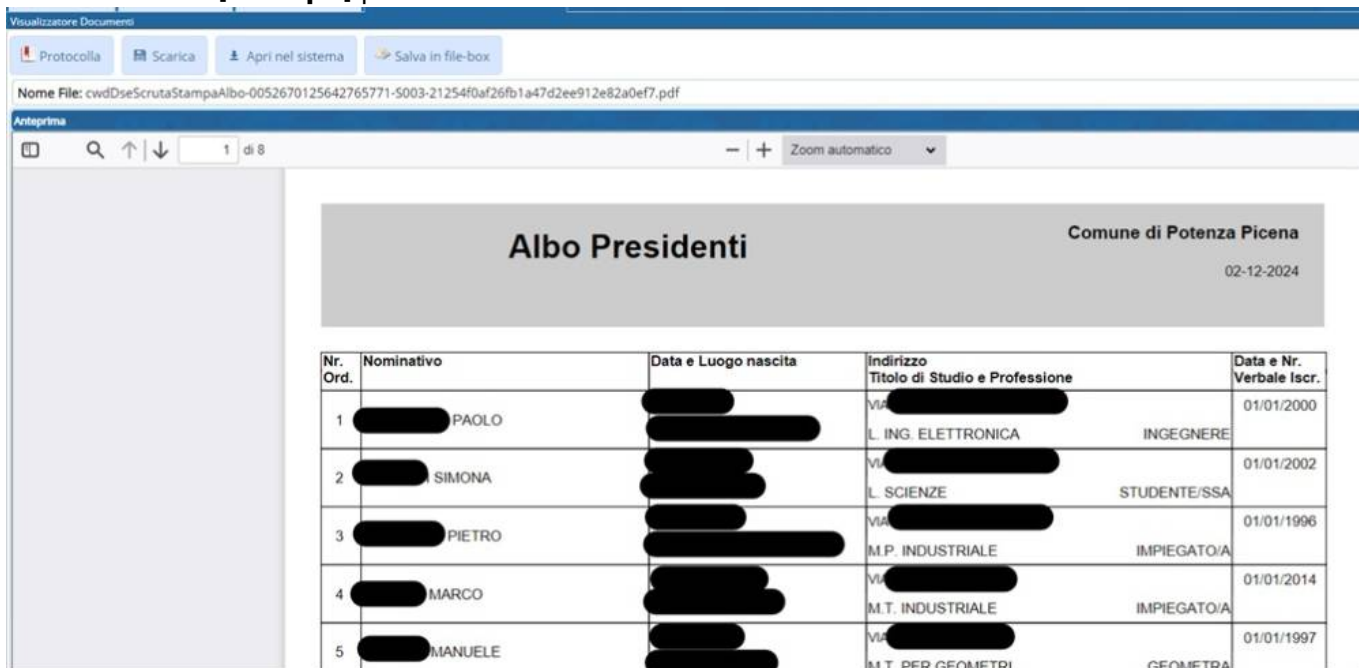 Visualizzatore Documenti
Protocolla Scarica Apri nel sistema Salva in file-box
Nome File: cwdDseScrutaStampaAlbo-0052670125642765771-S003-21254f0af26fb1a47d2ee912e82a0ef7.pdf
Anteprima
1 di 8 Zoom automatico
Albo Presidenti
Comune di Potenza Picena
02-12-2024
Nr. Ord. Nominativo Data e Luogo nascita Indirizzo Titolo di Studio e Professione Data e Nr. Verbale Iscr.
1 PAOLO VIA 01/01/2000
L. ING. ELETTRONICA INGEGNERE
2 SIMONA VIA 01/01/2002
L. SCIENZE STUDENTE/SSA
3 PIETRO VIA 01/01/1996
M.P. INDUSTRIALE IMPIEGATO/A
4 MARCO VIA 01/01/2014
M.T. INDUSTRIALE IMPIEGATO/A
5 MANUELE VIA 01/01/1997
M.T. PER GEOMETRI GEOMETRA